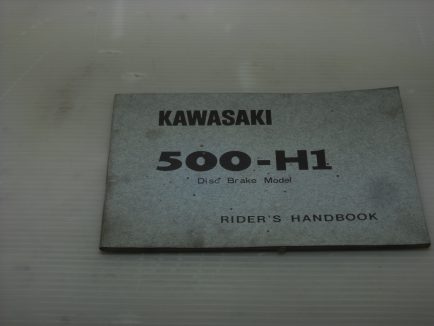 KAWASAKI
500-H1
Disc Brake Model
RIDER'S HANDBOOK